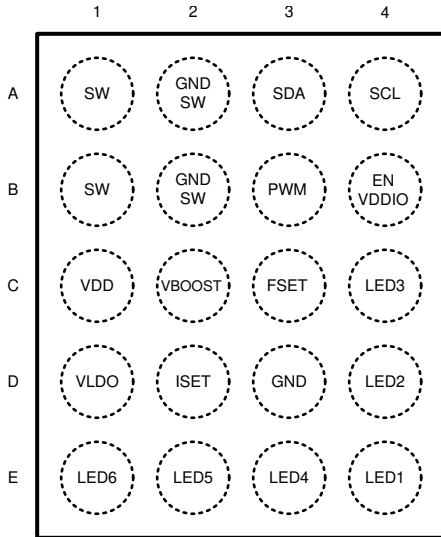 1 2 3 4
A SW GND SW SDA SCL
B SW GND SW PWM EN VDDIO
C VDD VBOOST FSET LED3
D VLDO ISET GND LED2
E LED6 LED5 LED4 LED1